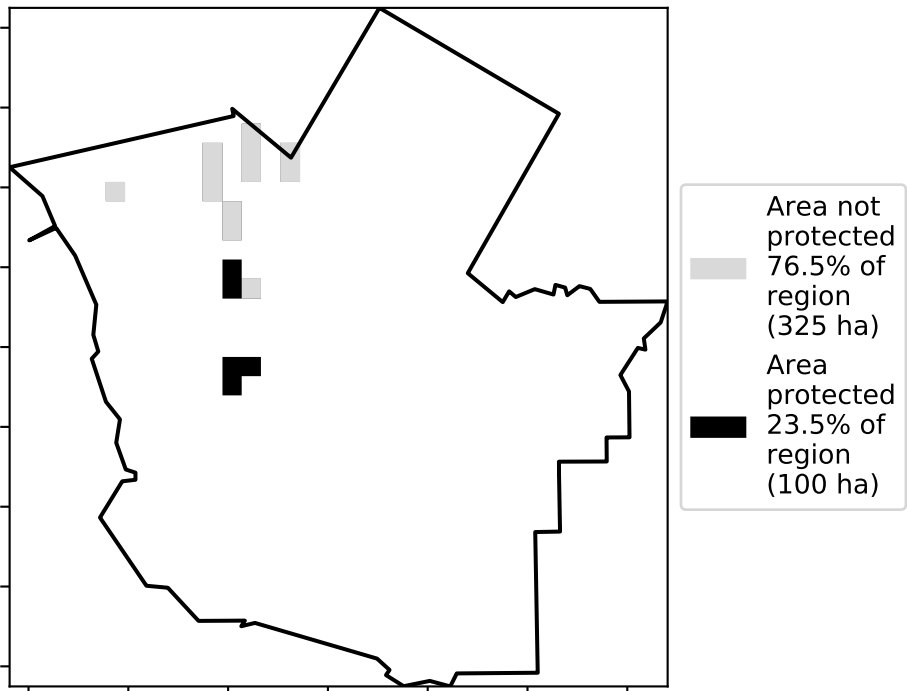 Area not
protected
76.5% of
region
(325 ha)
Area
protected
23.5% of
region
(100 ha)